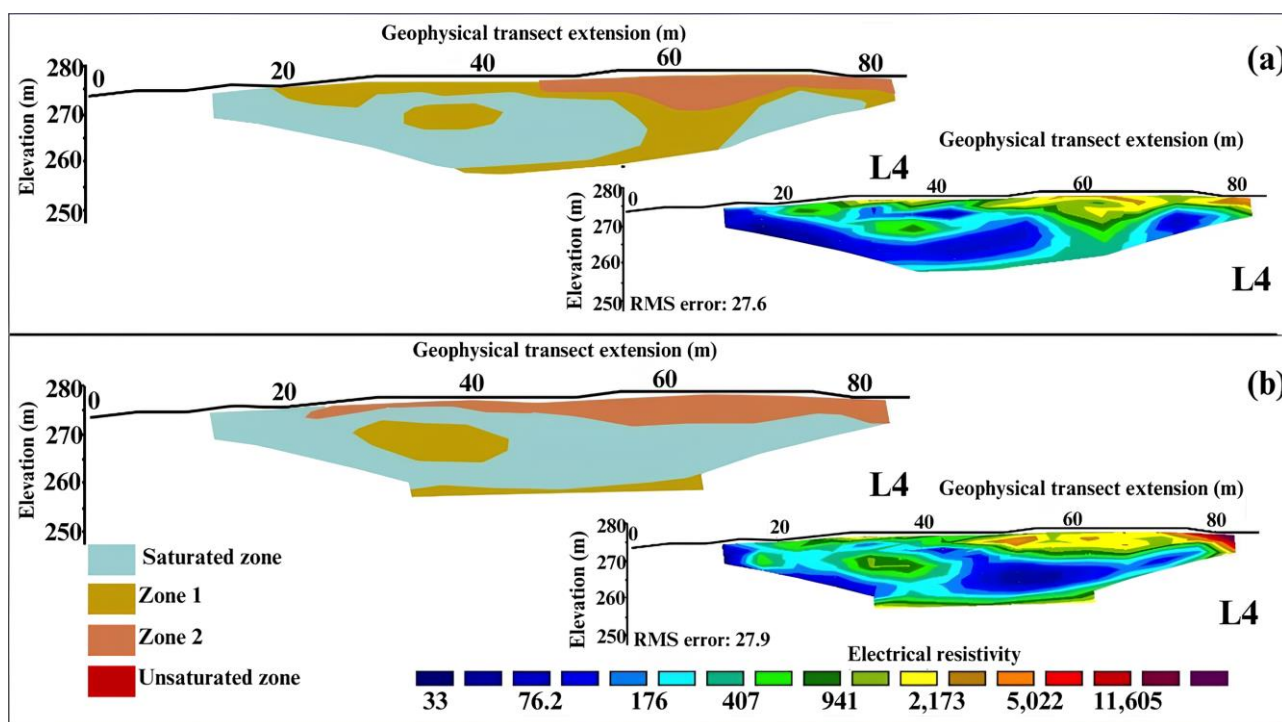 Geophysical transect extension (m)
(a)
280
0
20
40
60
80
270
260
250
Elevation (m)
L4
Geophysical transect extension (m)
280
0
20
40
60
80
270
260
250
Elevation (m)
RMS error: 27.6
L4
Geophysical transect extension (m)
(b)
280
0
20
40
60
80
270
260
250
Elevation (m)
L4
Geophysical transect extension (m)
280
0
20
40
60
80
270
260
250
Elevation (m)
RMS error: 27.9
L4
Saturated zone
Zone 1
Zone 2
Unsaturated zone
Electrical resistivity
33 76.2 176 407 941 2,173 5,022 11,605